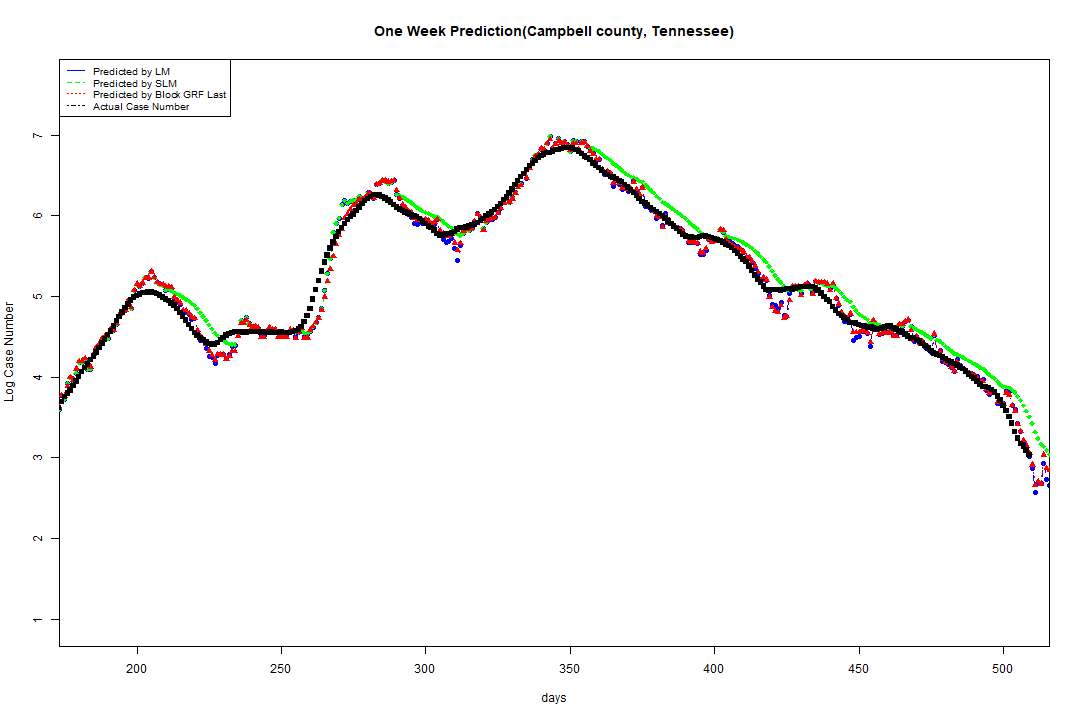 One Week Prediction(Campbell county, Tennessee)
Predicted by LM
Predicted by SLM
Predicted by Block GRF Last
Actual Case Number
Log Case Number
7
6
5
4
3
2
1
200 250 300 350 400 450 500
days